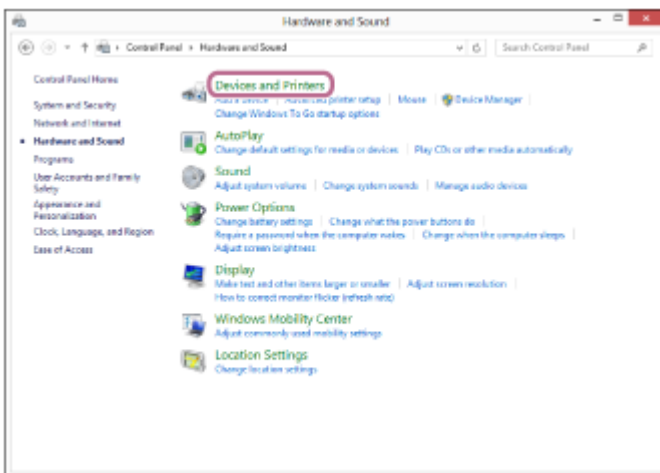 Hardware and Sound
Control Panel › Hardware and Sound
Search Control Panel
Control Panel Home
System and Security
Network and Internet
Hardware and Sound
Programs
User Accounts and Family
Safety
Appearance and
Personalization
Clock, Language, and Region
Ease of Access
Devices and Printers
Add a device | Advanced printer setup | Mouse | Device Manager
Change Windows To Go startup options
AutoPlay
Change default settings for media or devices | Play CDs or other media automatically
Sound
Adjust system volume | Change system sounds | Manage audio devices
Power Options
Change battery settings | Change what the power buttons do
Require a password when the computer wakes | Change when the computer sleeps
Adjust screen brightness
Display
Make text and other items larger or smaller | Adjust screen resolution
How to correct monitor flicker (refresh rate)
Windows Mobility Center
Adjust commonly used mobility settings
Location Settings
Change location settings